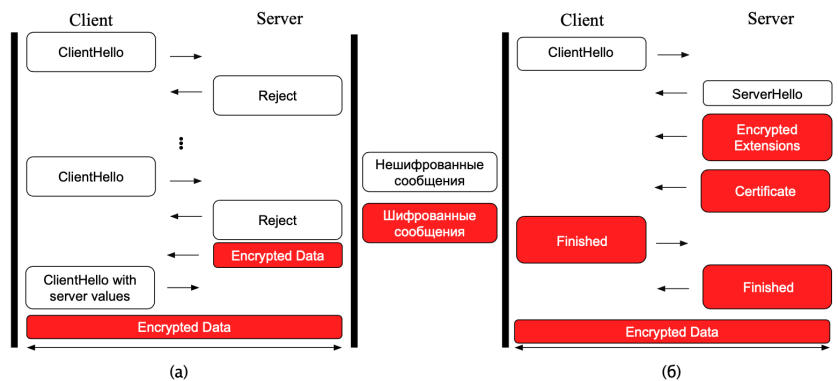 Client
Server
ClientHello
Reject
ClientHello
Reject
Encrypted Data
ClientHello with
server values
Encrypted Data
(а)
Нешифрованные
сообщения
Шифрованные
сообщения
Client
Server
ClientHello
ServerHello
Encrypted
Extensions
Certificate
Finished
Finished
Encrypted Data
(б)